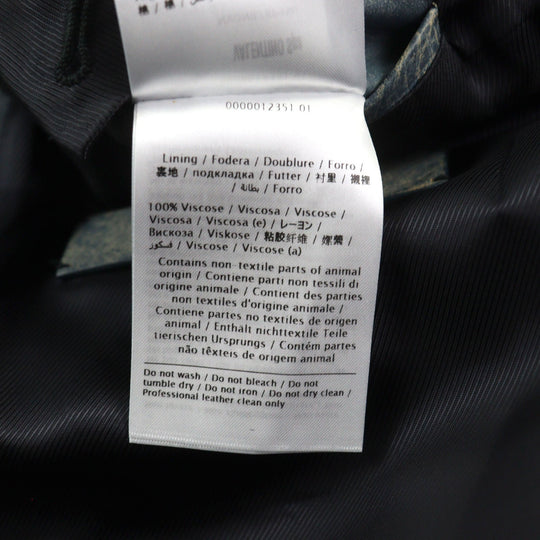 VALENTINO SpA
0000012351 01
Lining / Fodera / Doublure / Forro /
裏地 / подкладка / Futter / 衬里 / 襯裡
/ بطانة / Forro
100% Viscose / Viscosa / Viscose /
Viscosa / Viscosa (e) / レーヨン /
Вискоза / Viskose / 粘胶纤维 / 嫘縈 /
فسكوز / Viscose / Viscose (a)
Contains non-textile parts of animal
origin / Contiene parti non tessili di
origine animale / Contient des parties
non textiles d'origine animale /
Contiene partes no textiles de origen
animal / Enthält nichttextile Teile
tierischen Ursprungs / Contém partes
não têxteis de origem animal
Do not wash / Do not bleach / Do not
tumble dry / Do not iron / Do not dry clean /
Professional leather clean only